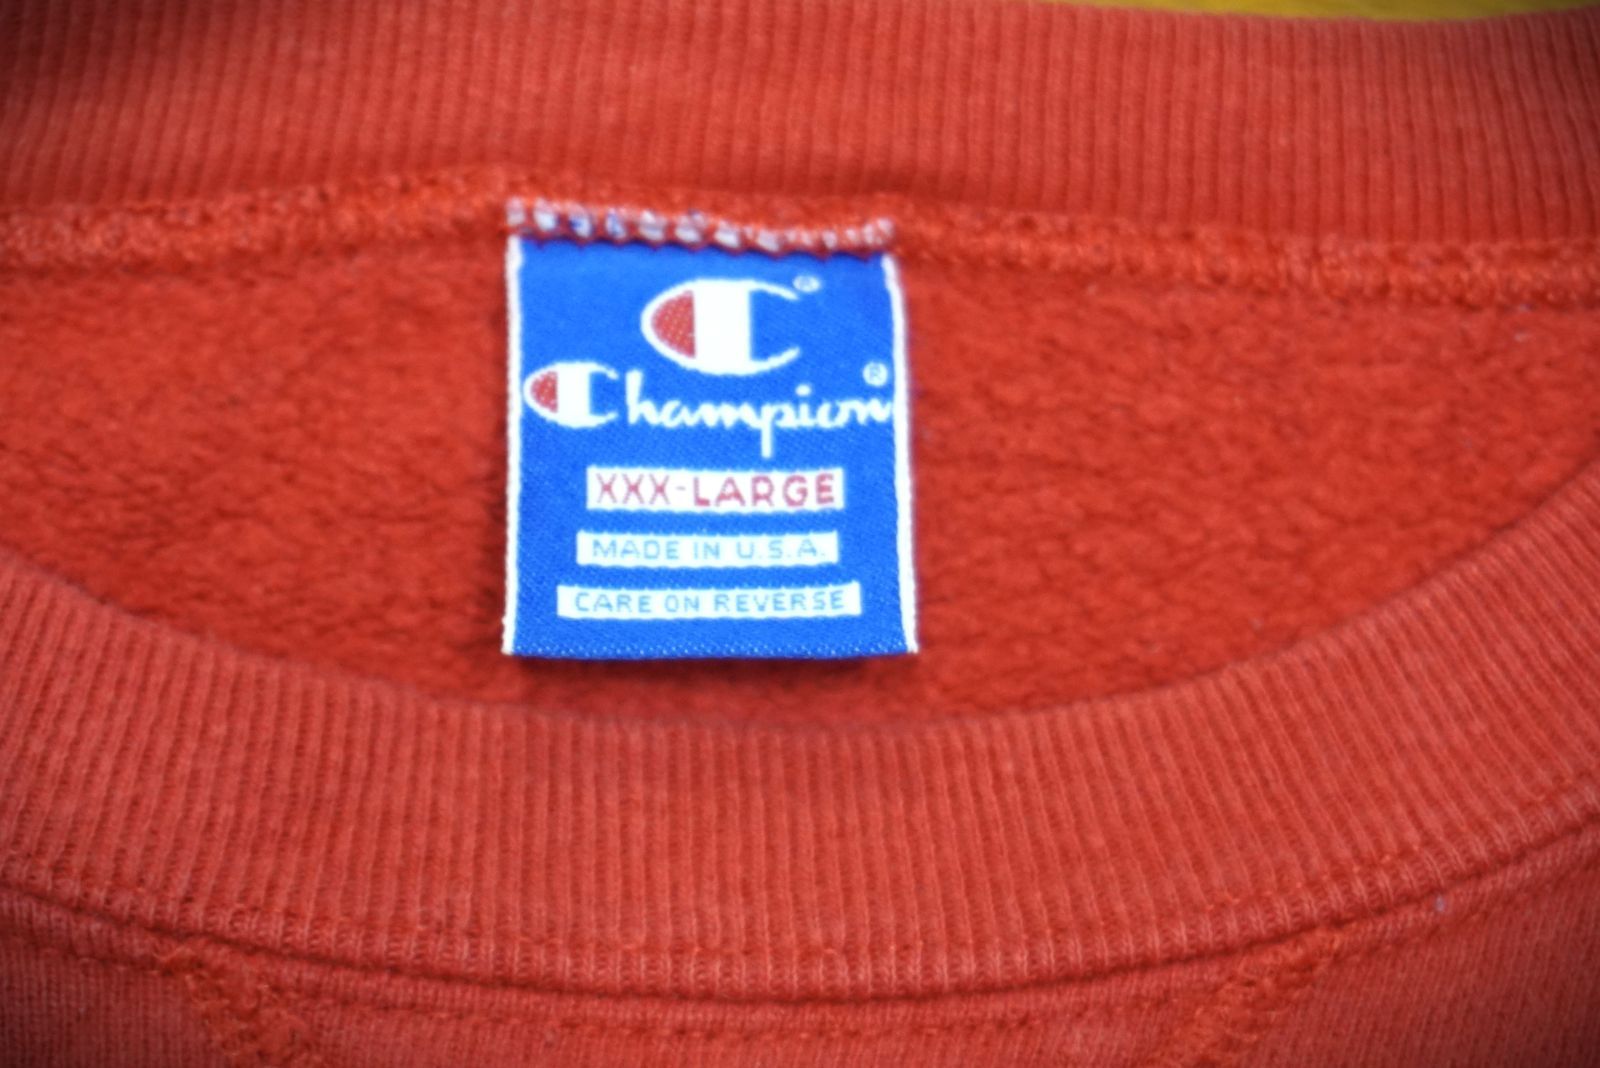 C®
Champion®
XXX-LARGE
MADE IN U.S.A.
CARE ON REVERSE